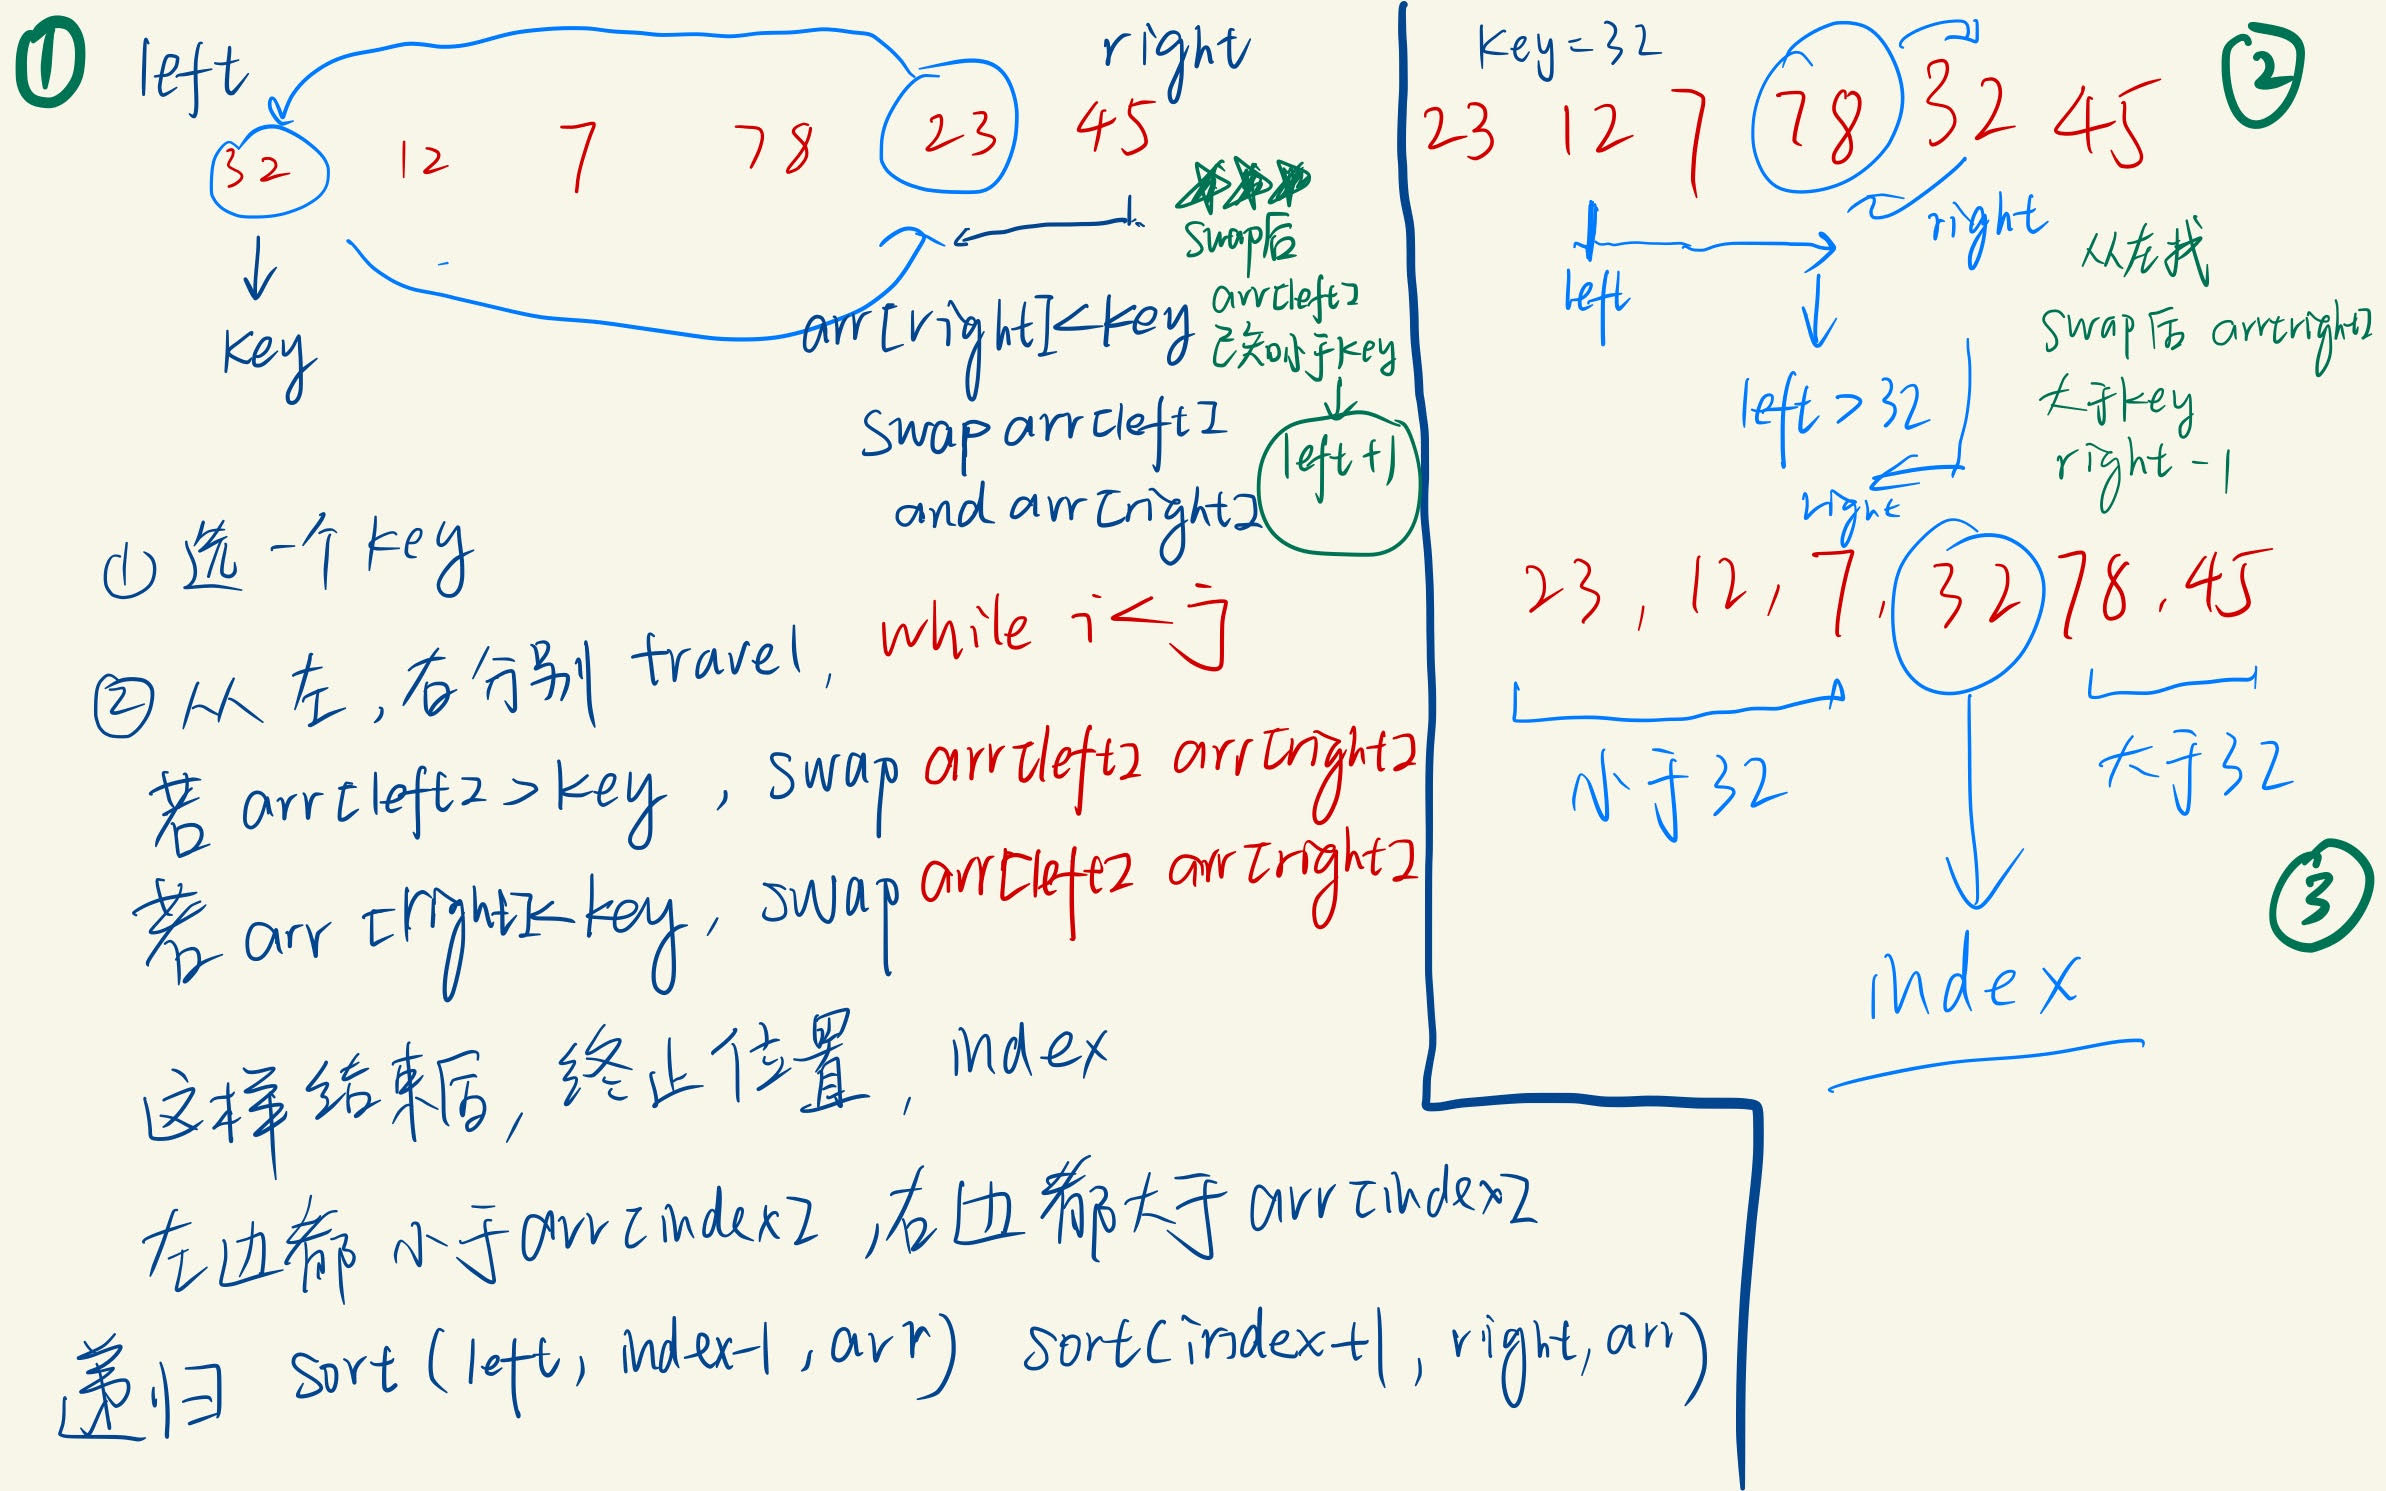 ①
left
right
32 12 7 78 23 45
key
arr[right]<key
swap arr[left]
and arr[right]
swap后
arr[left]
已关小于key
left+1
① 选一个key
② 从左,右分别 travel, while i<j
若 arr[left]>key, swap arr[left] arr[right]
若 arr[right]<key, swap arr[left] arr[right]
这样结束后, 终止位置, index
左边都小于arr[index],右边都大于arr[index]
递归 sort(left, index-1, arr) sort(index+1, right, arr)
②
key=32
23 12 7 78 32 45
left
right
left>32
right
从左找
swap后 arr[right]
大于key
right-1
23, 12, 7, 32 78. 45
小于32
大于32
③
index